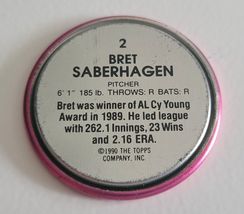 2
BRET
SABERHAGEN
PITCHER
6' 1" 185 lb. THROWS: R BATS: R
Bret was winner of AL Cy Young
Award in 1989. He led league
with 262.1 Innings, 23 Wins
and 2.16 ERA.
©1990 THE TOPPS
COMPANY, INC.